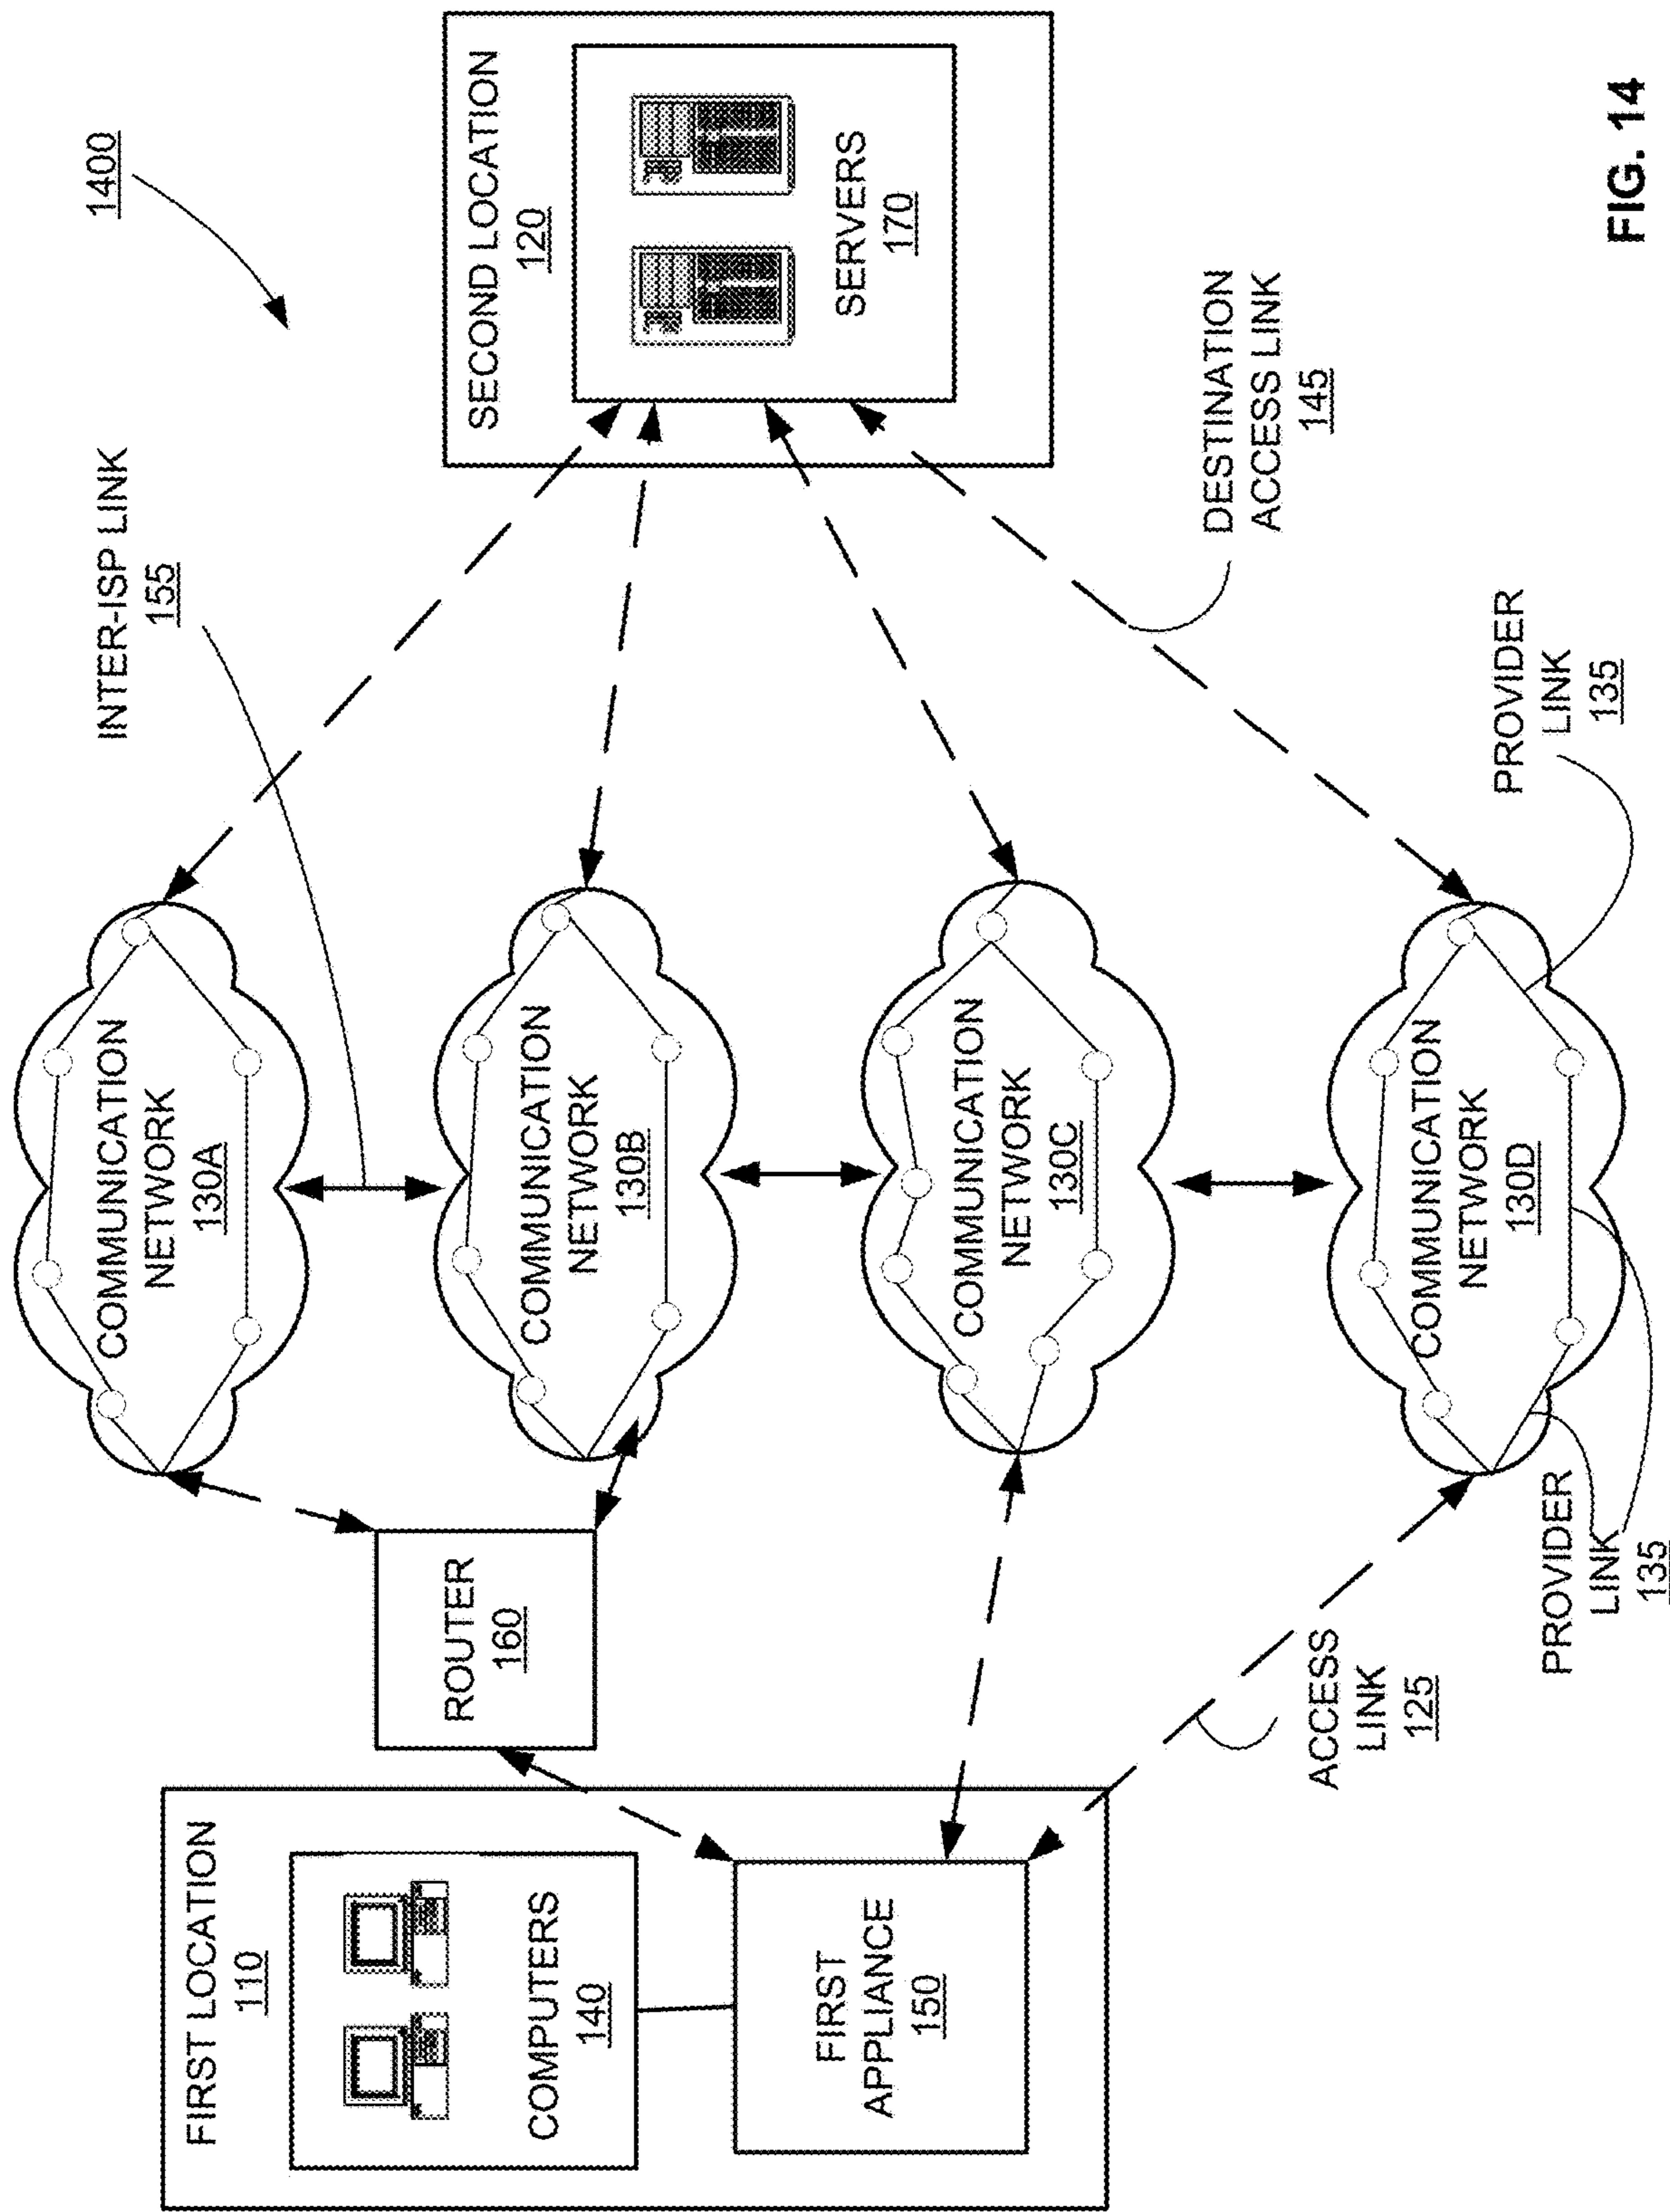 1400
INTER-ISP LINK
155
FIRST LOCATION
110
COMPUTERS
140
FIRST
APPLIANCE
150
ROUTER
160
COMMUNICATION
NETWORK
130A
COMMUNICATION
NETWORK
130B
COMMUNICATION
NETWORK
130C
COMMUNICATION
NETWORK
130D
SECOND LOCATION
120
SERVERS
170
ACCESS
LINK
125
PROVIDER
LINK
135
PROVIDER
LINK
135
DESTINATION
ACCESS LINK
145
FIG. 14